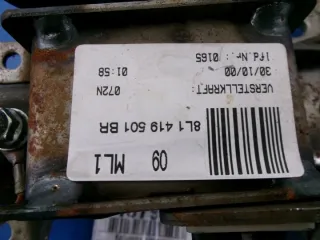 09 ML1
8L1 419 501 BR
VERSTELLKRAFT: 072N
30/10/00 01:58
lfd.Nr.: 0165